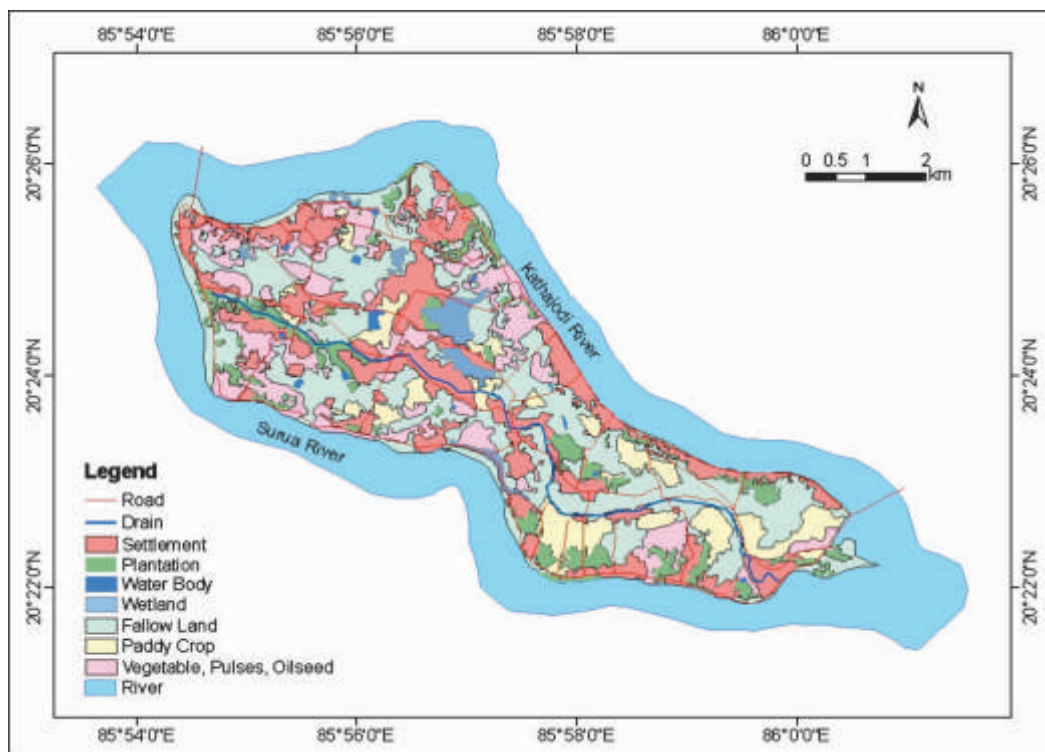 85°54'0"E 85°56'0"E 85°58'0"E 86°0'0"E
N
20°26'0"N 20°26'0"N
0 0.5 1 2
km
Kathajodi River
20°24'0"N 20°24'0"N
Surua River
Legend
Road
Drain
Settlement
Plantation
Water Body
Wetland
Fallow Land
Paddy Crop
Vegetable, Pulses, Oilseed
River
20°22'0"N 20°22'0"N
85°54'0"E 85°56'0"E 85°58'0"E 86°0'0"E